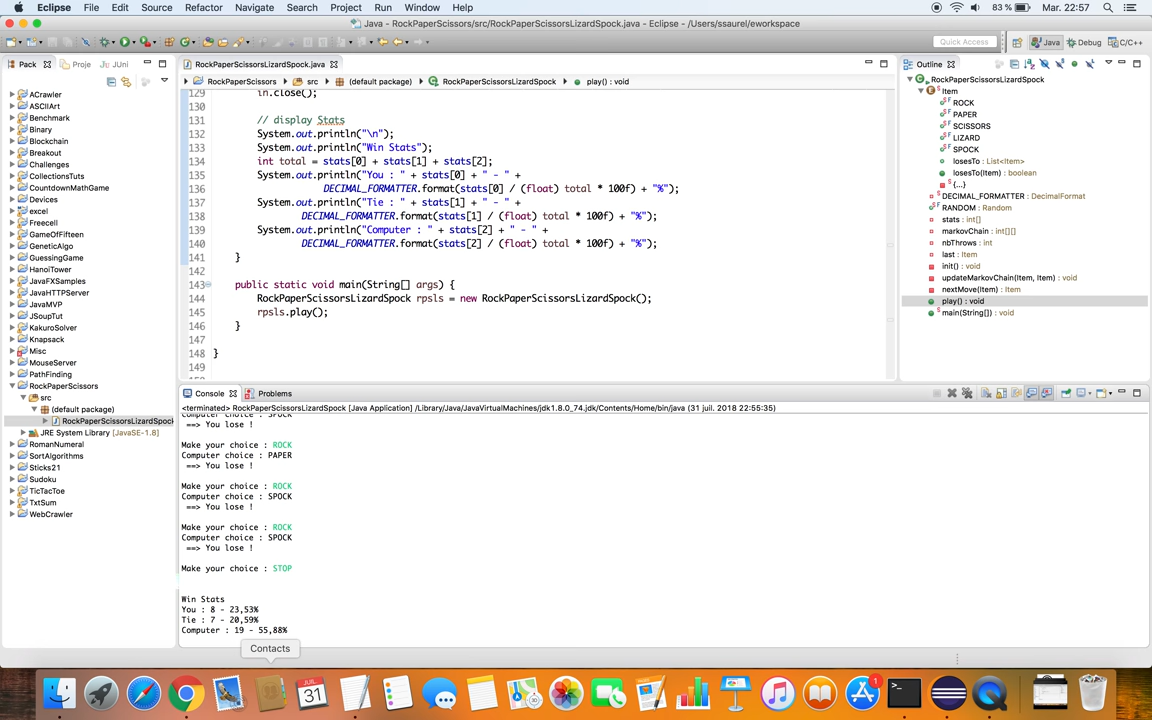 Eclipse File Edit Source Refactor Navigate Search Project Run Window Help 83 % Mar. 22:57
Java - RockPaperScissors/src/RockPaperScissorsLizardSpock.java - Eclipse - /Users/ssaurel/eworkspace
Quick Access Java Debug C/C++
Pack Proje JUni
ACrawler
ASCIIArt
Benchmark
Binary
Blockchain
Breakout
Challenges
CollectionsTuts
CountdownMathGame
Devices
excel
Freecell
GameOfFifteen
GeneticAlgo
GuessingGame
HanoiTower
JavaFXSamples
JavaHTTPServer
JavaMVP
JSoupTut
KakuroSolver
Knapsack
Misc
MouseServer
PathFinding
RockPaperScissors
src
(default package)
RockPaperScissorsLizardSpock
JRE System Library [JavaSE-1.8]
RomanNumeral
SortAlgorithms
Sticks21
Sudoku
TicTacToe
TxtSum
WebCrawler
RockPaperScissorsLizardSpock.java
RockPaperScissors src (default package) RockPaperScissorsLizardSpock play() : void
129 in.close();
130
131 // display Stats
132 System.out.println("\n");
133 System.out.println("Win Stats");
134 int total = stats[0] + stats[1] + stats[2];
135 System.out.println("You : " + stats[0] + " - " +
136 DECIMAL_FORMATTER.format(stats[0] / (float) total * 100f) + "%");
137 System.out.println("Tie : " + stats[1] + " - " +
138 DECIMAL_FORMATTER.format(stats[1] / (float) total * 100f) + "%");
139 System.out.println("Computer : " + stats[2] + " - " +
140 DECIMAL_FORMATTER.format(stats[2] / (float) total * 100f) + "%");
141 }
142
143 public static void main(String[] args) {
144 RockPaperScissorsLizardSpock rpsls = new RockPaperScissorsLizardSpock();
145 rpsls.play();
146 }
147
148 }
149
Outline
RockPaperScissorsLizardSpock
Item
ROCK
PAPER
SCISSORS
LIZARD
SPOCK
losesTo : List<Item>
losesTo(Item) : boolean
{...}
DECIMAL_FORMATTER : DecimalFormat
RANDOM : Random
stats : int[]
markovChain : int[][]
nbThrows : int
last : Item
init() : void
updateMarkovChain(Item, Item) : void
nextMove(Item) : Item
play() : void
main(String[]) : void
Console Problems
<terminated> RockPaperScissorsLizardSpock [Java Application] /Library/Java/JavaVirtualMachines/jdk1.8.0_74.jdk/Contents/Home/bin/java (31 juil. 2018 22:55:35)
Computer choice : SPOCK
==> You lose !
Make your choice : ROCK
Computer choice : PAPER
==> You lose !
Make your choice : ROCK
Computer choice : SPOCK
==> You lose !
Make your choice : ROCK
Computer choice : SPOCK
==> You lose !
Make your choice : STOP
Win Stats
You : 8 - 23,53%
Tie : 7 - 20,59%
Computer : 19 - 55,88%
Contacts
JUIL.
31
1